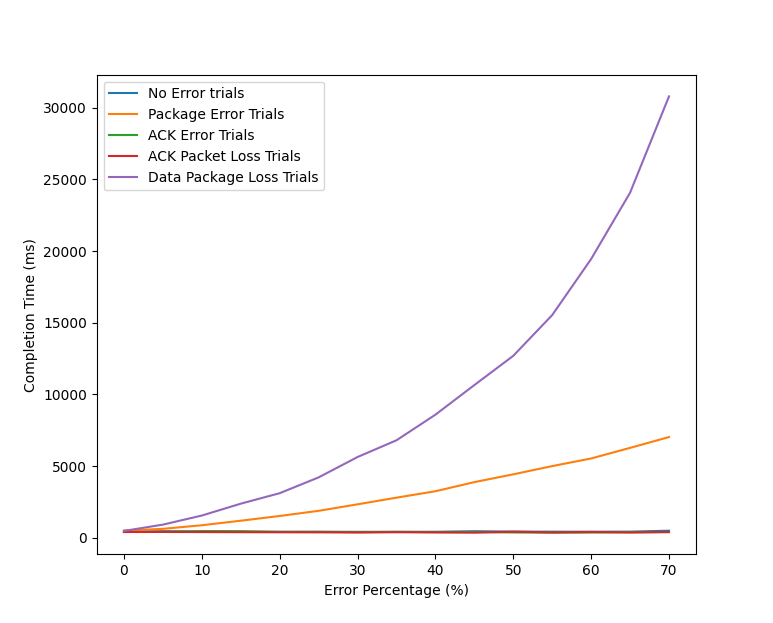 No Error trials
Package Error Trials
ACK Error Trials
ACK Packet Loss Trials
Data Package Loss Trials
30000
25000
20000
15000
10000
5000
0
Completion Time (ms)
0 10 20 30 40 50 60 70
Error Percentage (%)